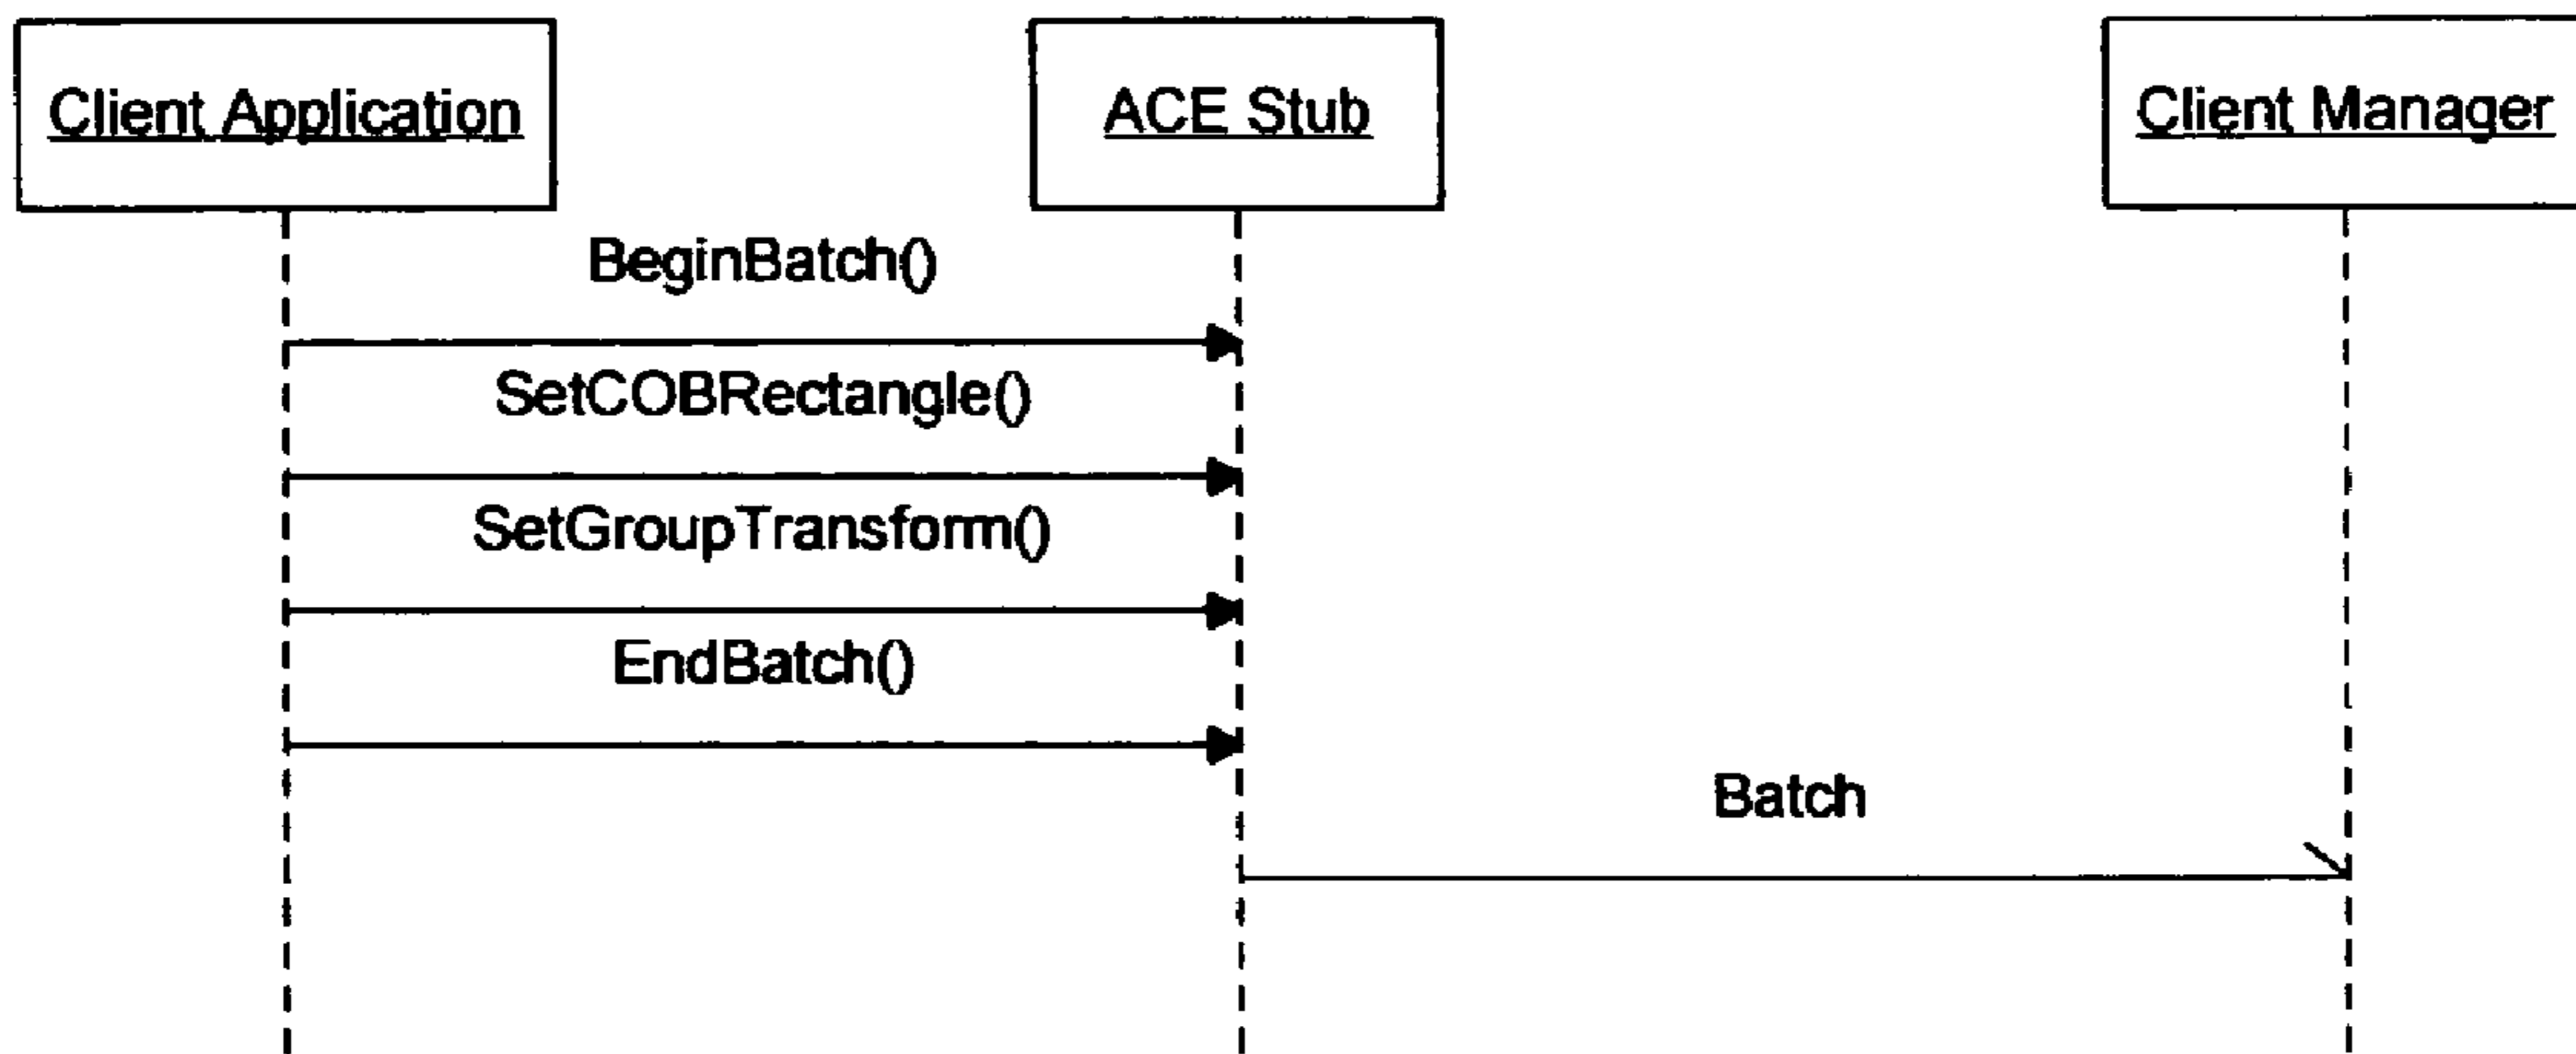 Client Application
ACE Stub
Client Manager
BeginBatch()
SetCOBRectangle()
SetGroupTransform()
EndBatch()
Batch